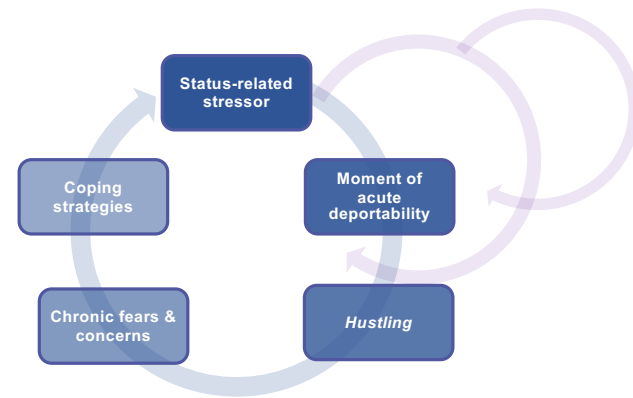 Status-related
stressor
Moment of
acute
deportability
Hustling
Chronic fears &
concerns
Coping
strategies